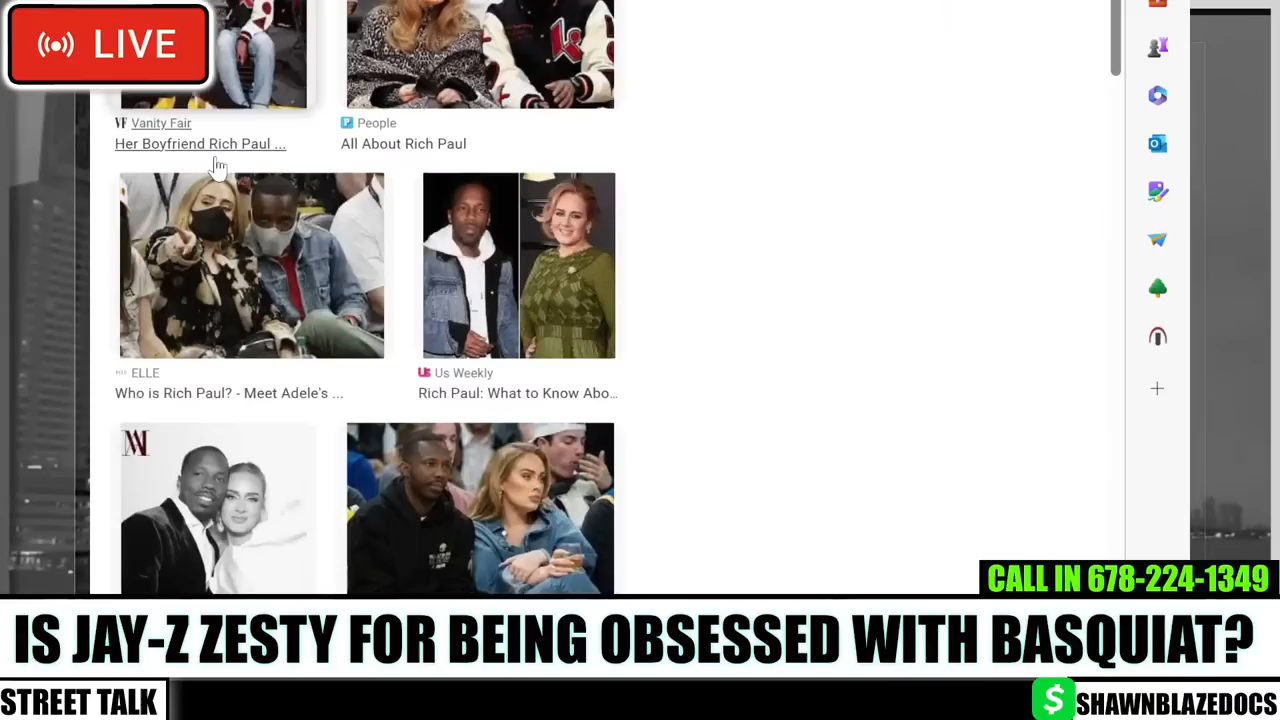 LIVE
VF Vanity Fair
Her Boyfriend Rich Paul ...
People
All About Rich Paul
ELLE
Who is Rich Paul? - Meet Adele's ...
Us Us Weekly
Rich Paul: What to Know Abo...
CALL IN 678-224-1349
IS JAY-Z ZESTY FOR BEING OBSESSED WITH BASQUIAT?
STREET TALK
$ SHAWNBLAZEDOCS